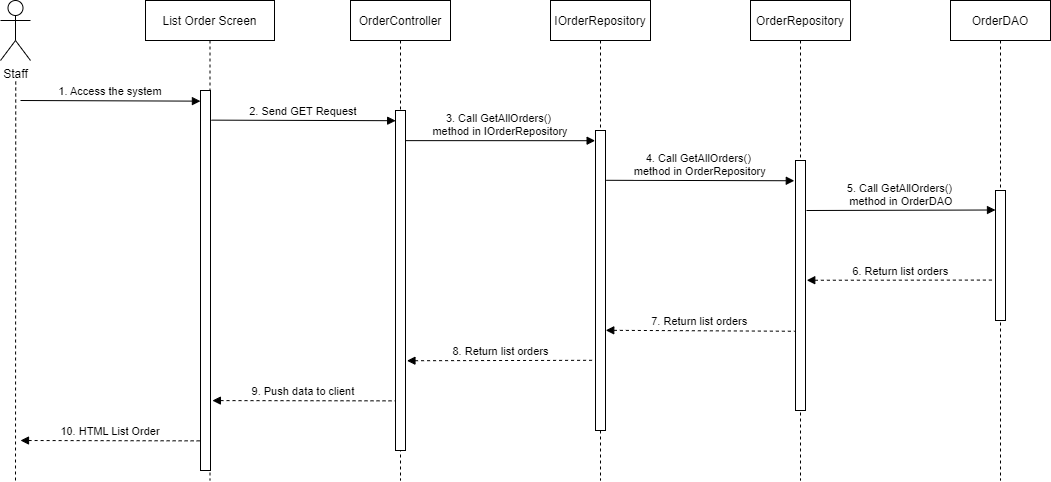 List Order Screen
OrderController
IOrderRepository
OrderRepository
OrderDAO
Staff
1. Access the system
2. Send GET Request
3. Call GetAllOrders()
method in IOrderRepository
4. Call GetAllOrders()
method in OrderRepository
5. Call GetAllOrders()
method in OrderDAO
6. Return list orders
7. Return list orders
8. Return list orders
9. Push data to client
10. HTML List Order